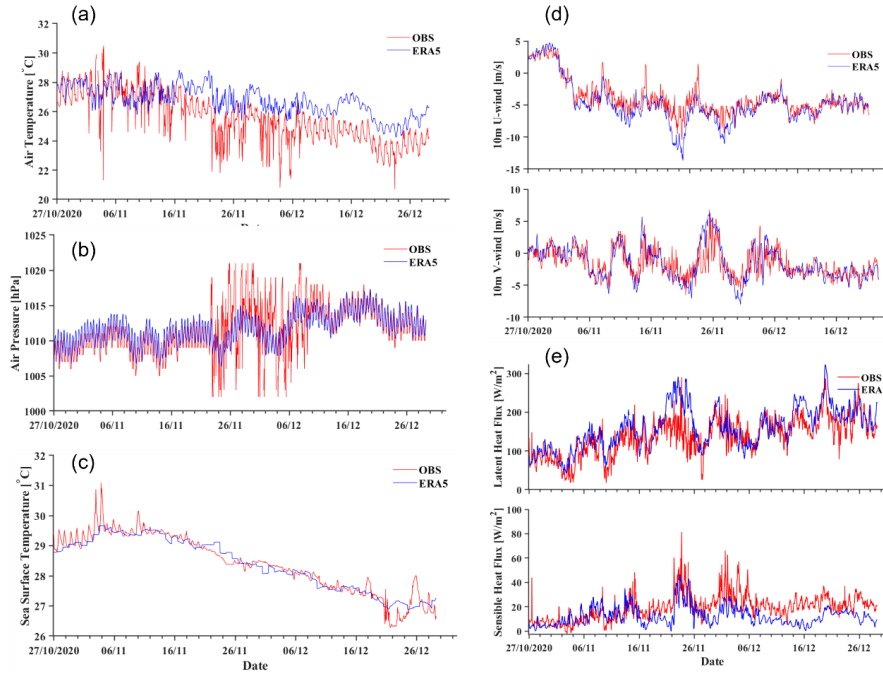 (a)
OBS
ERA5
Air Temperature [°C]
32
30
28
26
24
22
20
18
27/10/2020 06/11 16/11 26/11 06/12 16/12 26/12
(b)
OBS
ERA5
Air Pressure [hPa]
1025
1020
1015
1010
1005
1000
27/10/2020 06/11 16/11 26/11 06/12 16/12 26/12
(c)
OBS
ERA5
Sea Surface Temperature [°C]
32
31
30
29
28
27
26
27/10/2020 06/11 16/11 26/11 06/12 16/12 26/12
Date
(d)
OBS
ERA5
10m U-wind [m/s]
5
0
-5
-10
-15
10m V-wind [m/s]
10
5
0
-5
-10
27/10/2020 06/11 16/11 26/11 06/12 16/12
(e)
OBS
ERA
Latent Heat Flux [W/m²]
300
200
100
0
Sensible Heat Flux [W/m²]
100
80
60
40
20
0
27/10/2020 06/11 16/11 26/11 06/12 16/12 26/12
Date